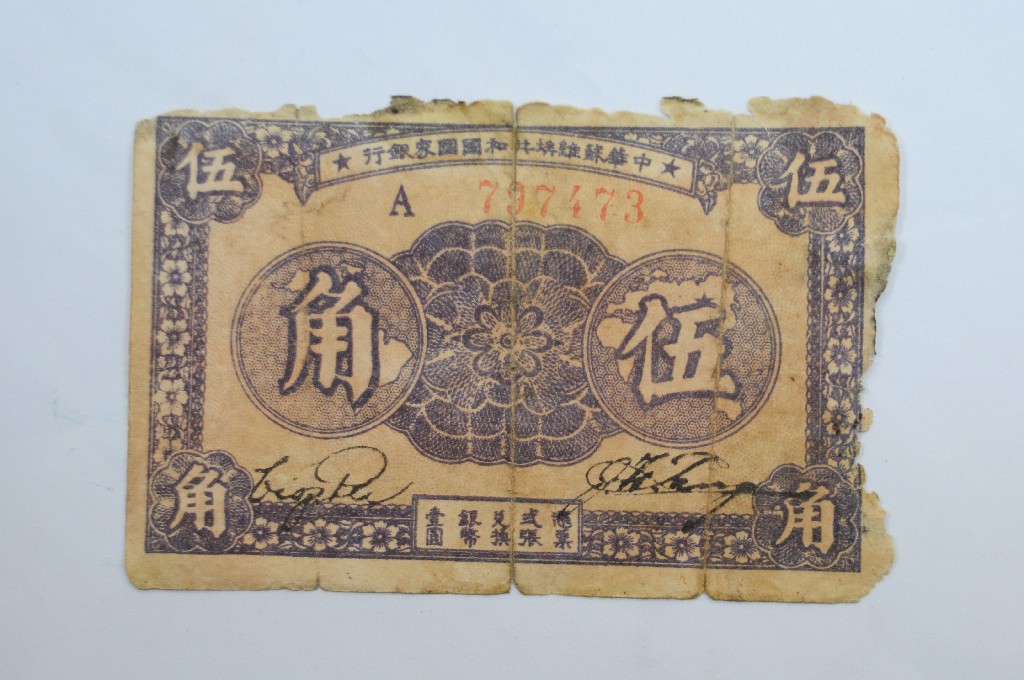 伍 伍
★中華蘇維埃共和國國家銀行★
A 797473
伍角
角 角
憑票弍張兌換銀幣壹圓